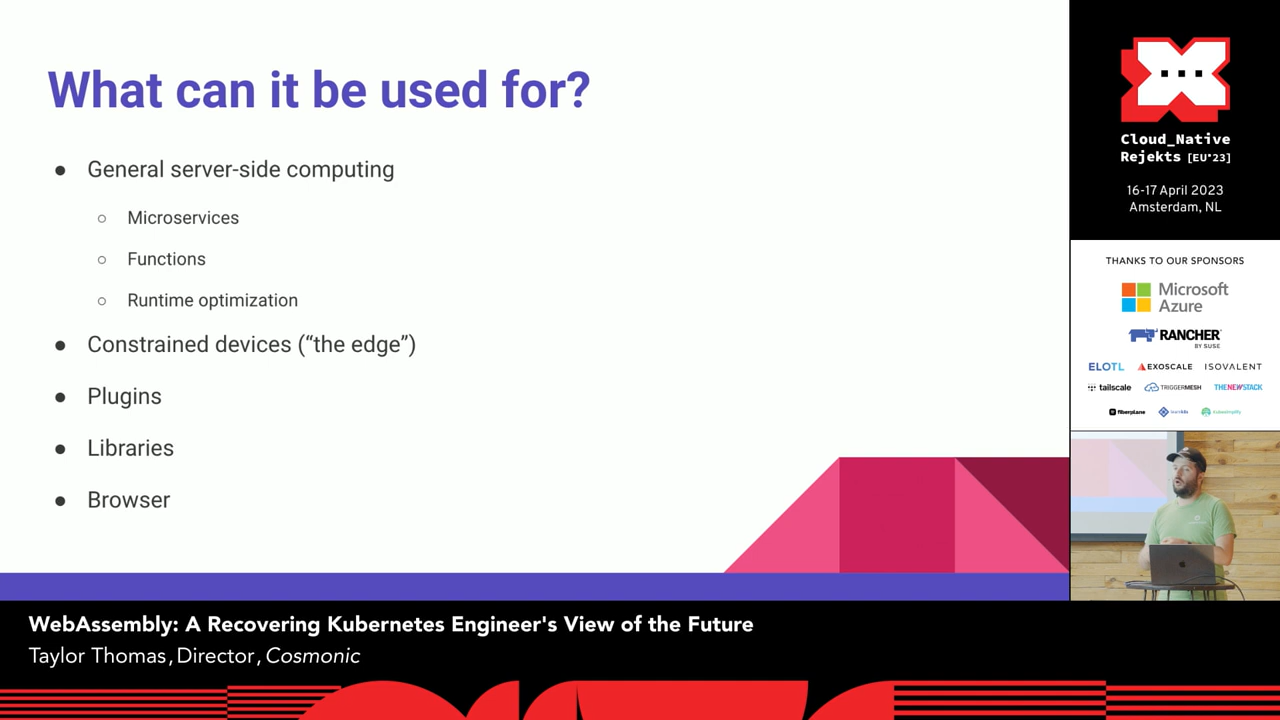 What can it be used for?
● General server-side computing
○ Microservices
○ Functions
○ Runtime optimization
● Constrained devices (“the edge”)
● Plugins
● Libraries
● Browser
Cloud_Native
Rejekts [EU'23]
16-17 April 2023
Amsterdam, NL
THANKS TO OUR SPONSORS
Microsoft
Azure
RANCHER
BY SUSE
ELOTL EXOSCALE ISOVALENT
tailscale TRIGGERMESH THENEWSTACK
fiberplane kubesimplify
WebAssembly: A Recovering Kubernetes Engineer's View of the Future
Taylor Thomas, Director, Cosmonic